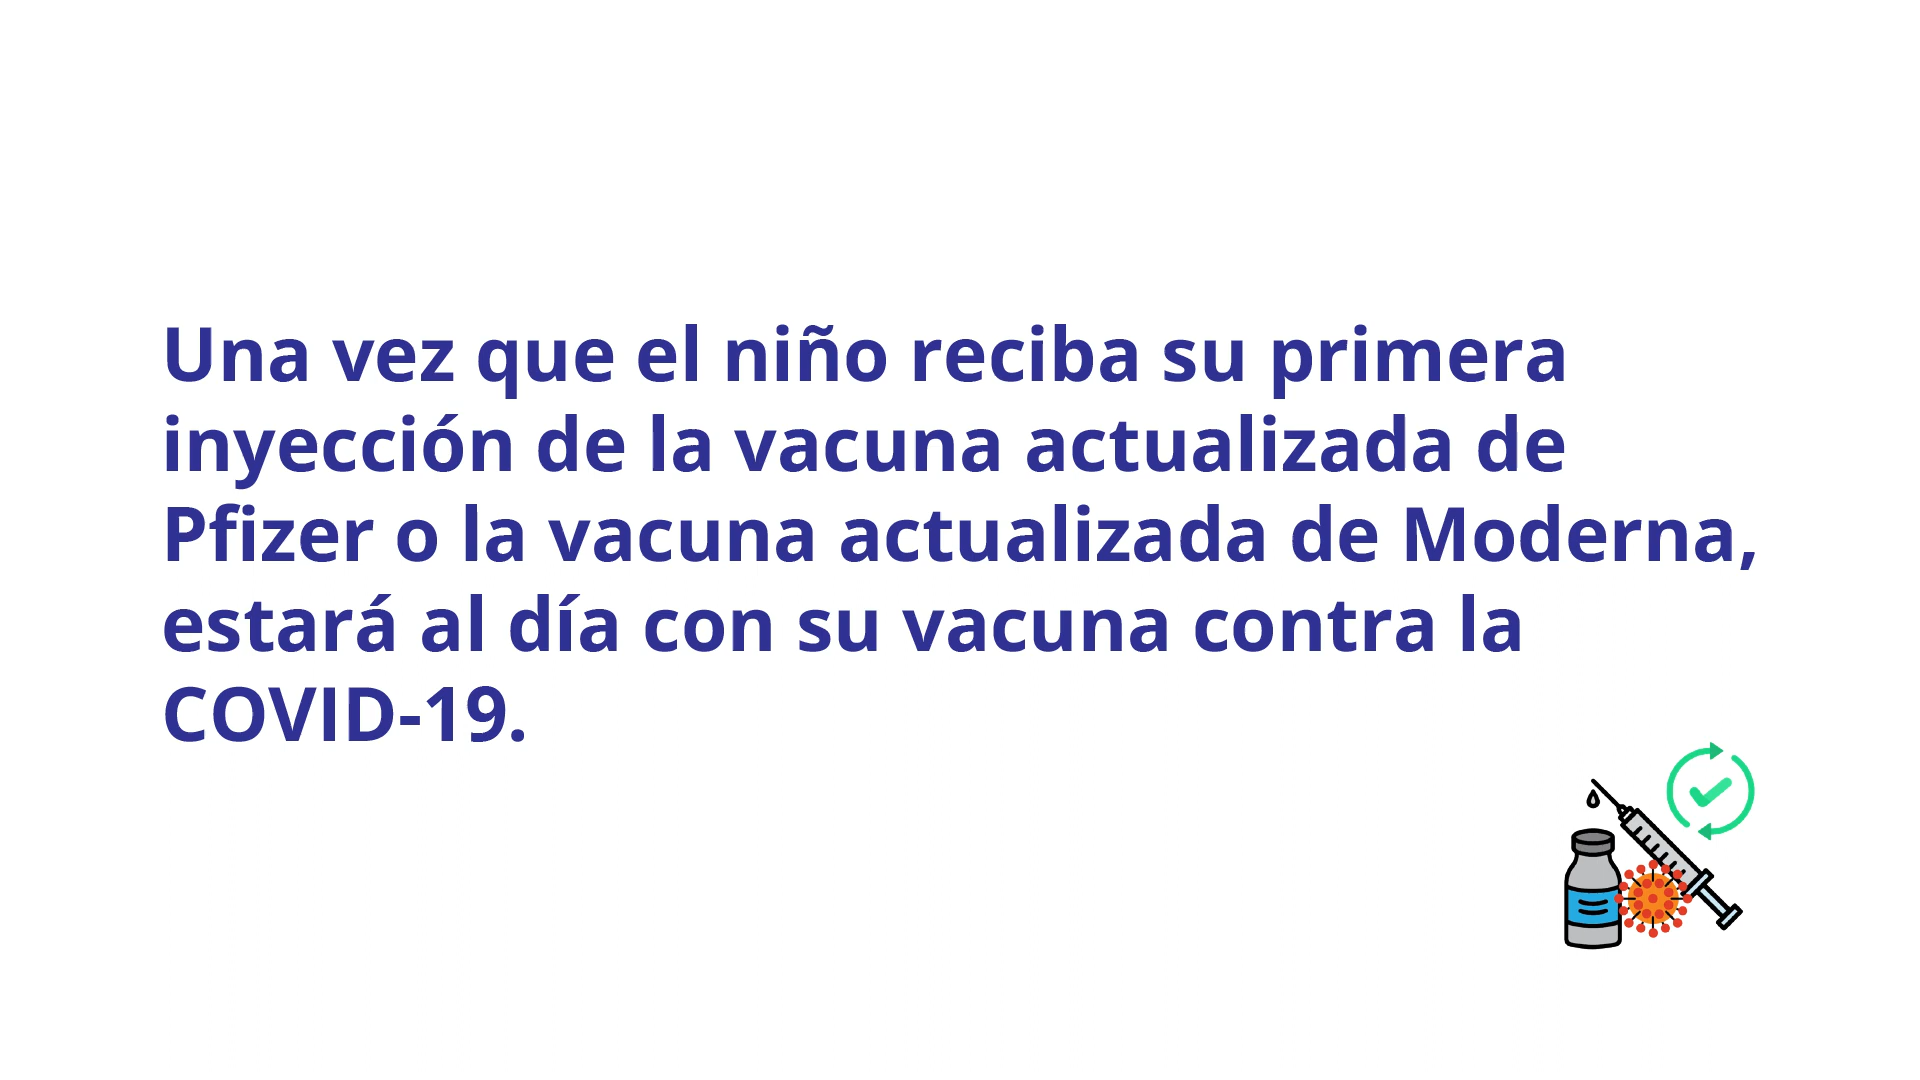 Una vez que el niño reciba su primera
inyección de la vacuna actualizada de
Pfizer o la vacuna actualizada de Moderna,
estará al día con su vacuna contra la
COVID-19.